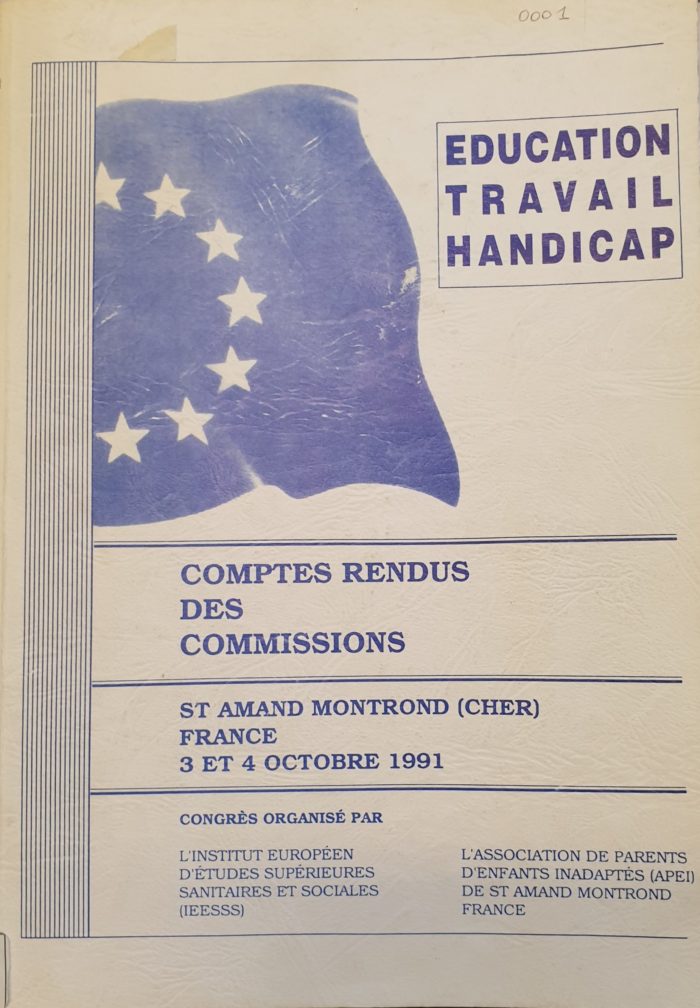 0001
EDUCATION
TRAVAIL
HANDICAP
COMPTES RENDUS
DES
COMMISSIONS
ST AMAND MONTROND (CHER)
FRANCE
3 ET 4 OCTOBRE 1991
CONGRÈS ORGANISÉ PAR
L'INSTITUT EUROPÉEN
D'ÉTUDES SUPÉRIEURES
SANITAIRES ET SOCIALES
(IEESSS)
L'ASSOCIATION DE PARENTS
D'ENFANTS INADAPTÉS (APEI)
DE ST AMAND MONTROND
FRANCE